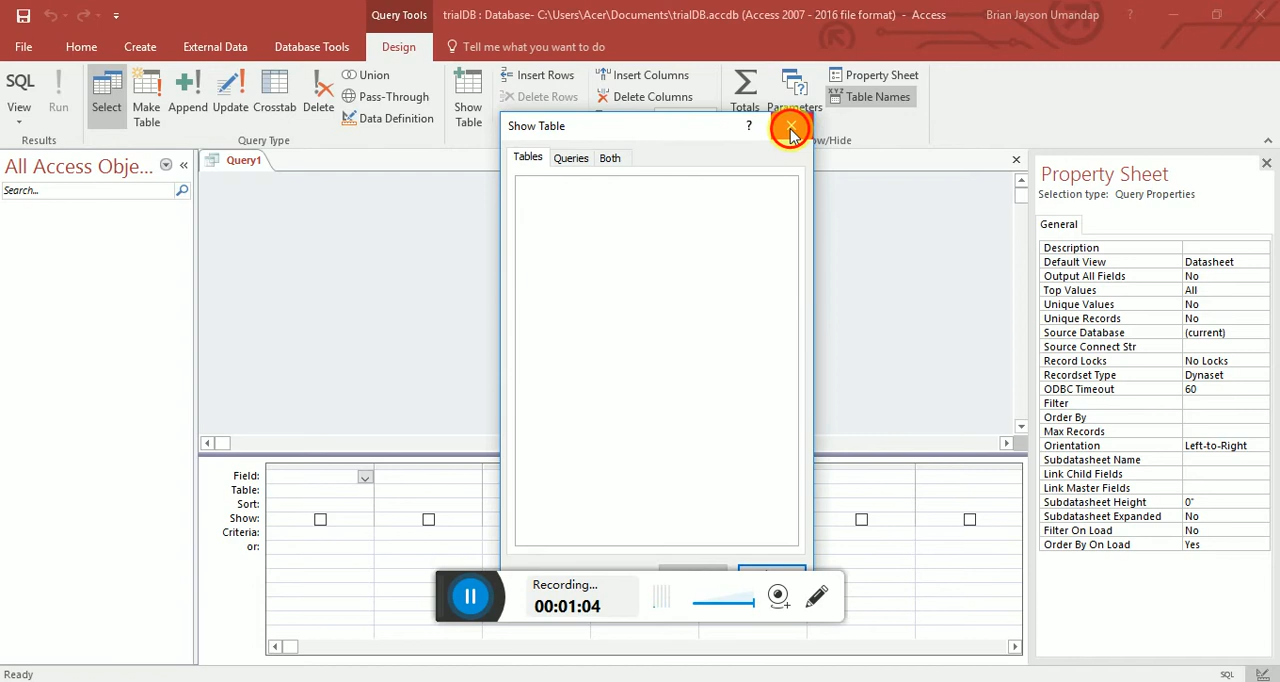 Query Tools
trialDB : Database- C:\Users\Acer\Documents\trialDB.accdb (Access 2007 - 2016 file format) - Access
Brian Jayson Umandap
?
File
Home
Create
External Data
Database Tools
Design
Tell me what you want to do
SQL
View
Run
Select
Make
Table
Append
Update
Crosstab
Delete
Union
Pass-Through
Data Definition
Show
Table
Insert Rows
Delete Rows
Insert Columns
Delete Columns
Totals
Parameters
Property Sheet
XYZ
Table Names
Results
Query Type
ow/Hide
All Access Obje...
Search...
Query1
Show Table
?
Tables
Queries
Both
Field:
Table:
Sort:
Show:
Criteria:
or:
Recording...
00:01:04
Property Sheet
Selection type: Query Properties
General
Description
Default View Datasheet
Output All Fields No
Top Values All
Unique Values No
Unique Records No
Source Database (current)
Source Connect Str
Record Locks No Locks
Recordset Type Dynaset
ODBC Timeout 60
Filter
Order By
Max Records
Orientation Left-to-Right
Subdatasheet Name
Link Child Fields
Link Master Fields
Subdatasheet Height 0"
Subdatasheet Expanded No
Filter On Load No
Order By On Load Yes
Ready
SQL